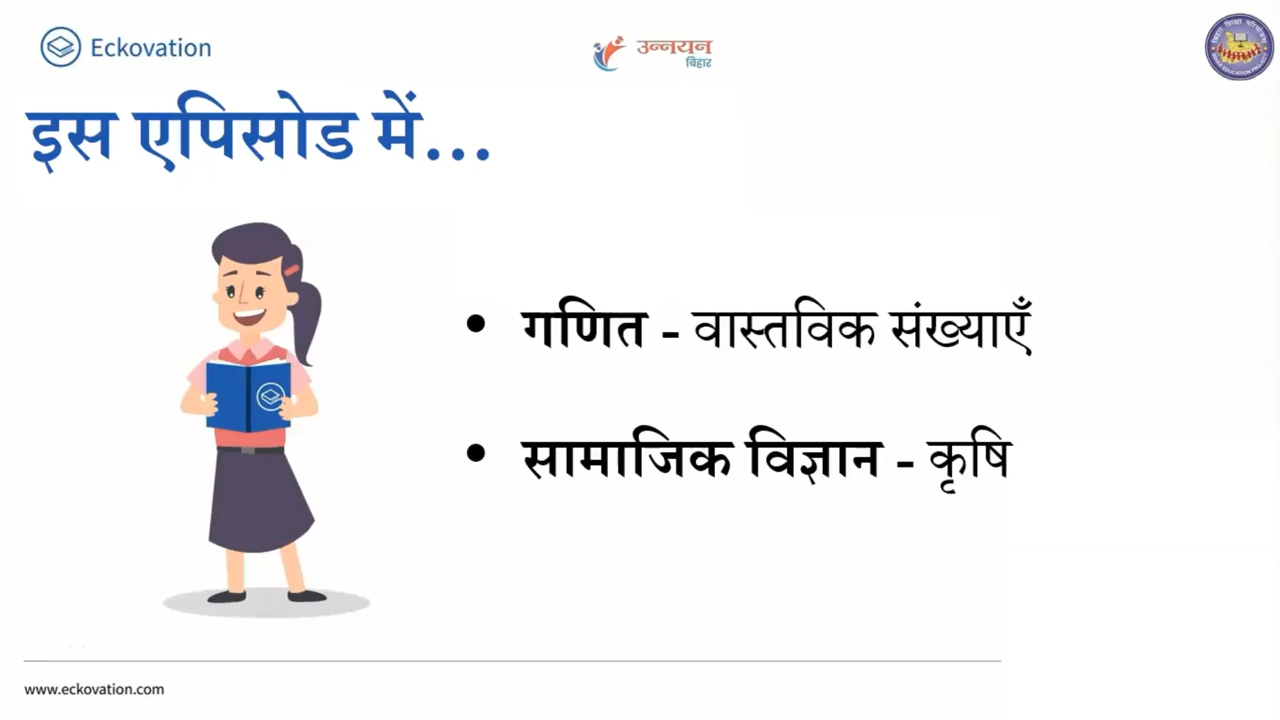 Eckovation
उन्नयन
बिहार
इस एपिसोड में...
• गणित - वास्तविक संख्याएँ
• सामाजिक विज्ञान - कृषि
www.eckovation.com